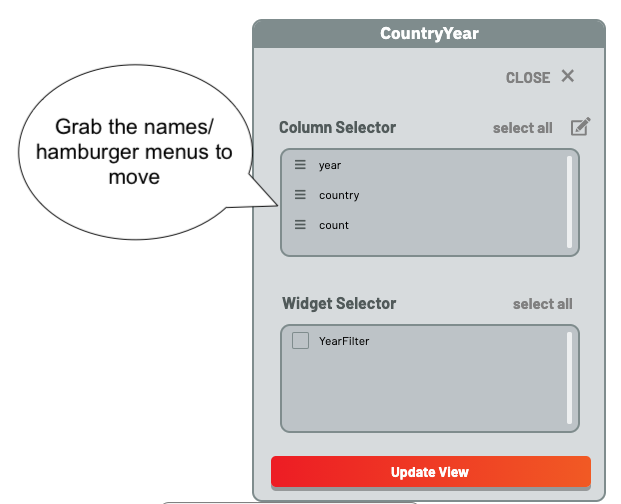 CountryYear
CLOSE ✕
Grab the names/
hamburger menus to
move
Column Selector
select all
year
country
count
Widget Selector
select all
YearFilter
Update View